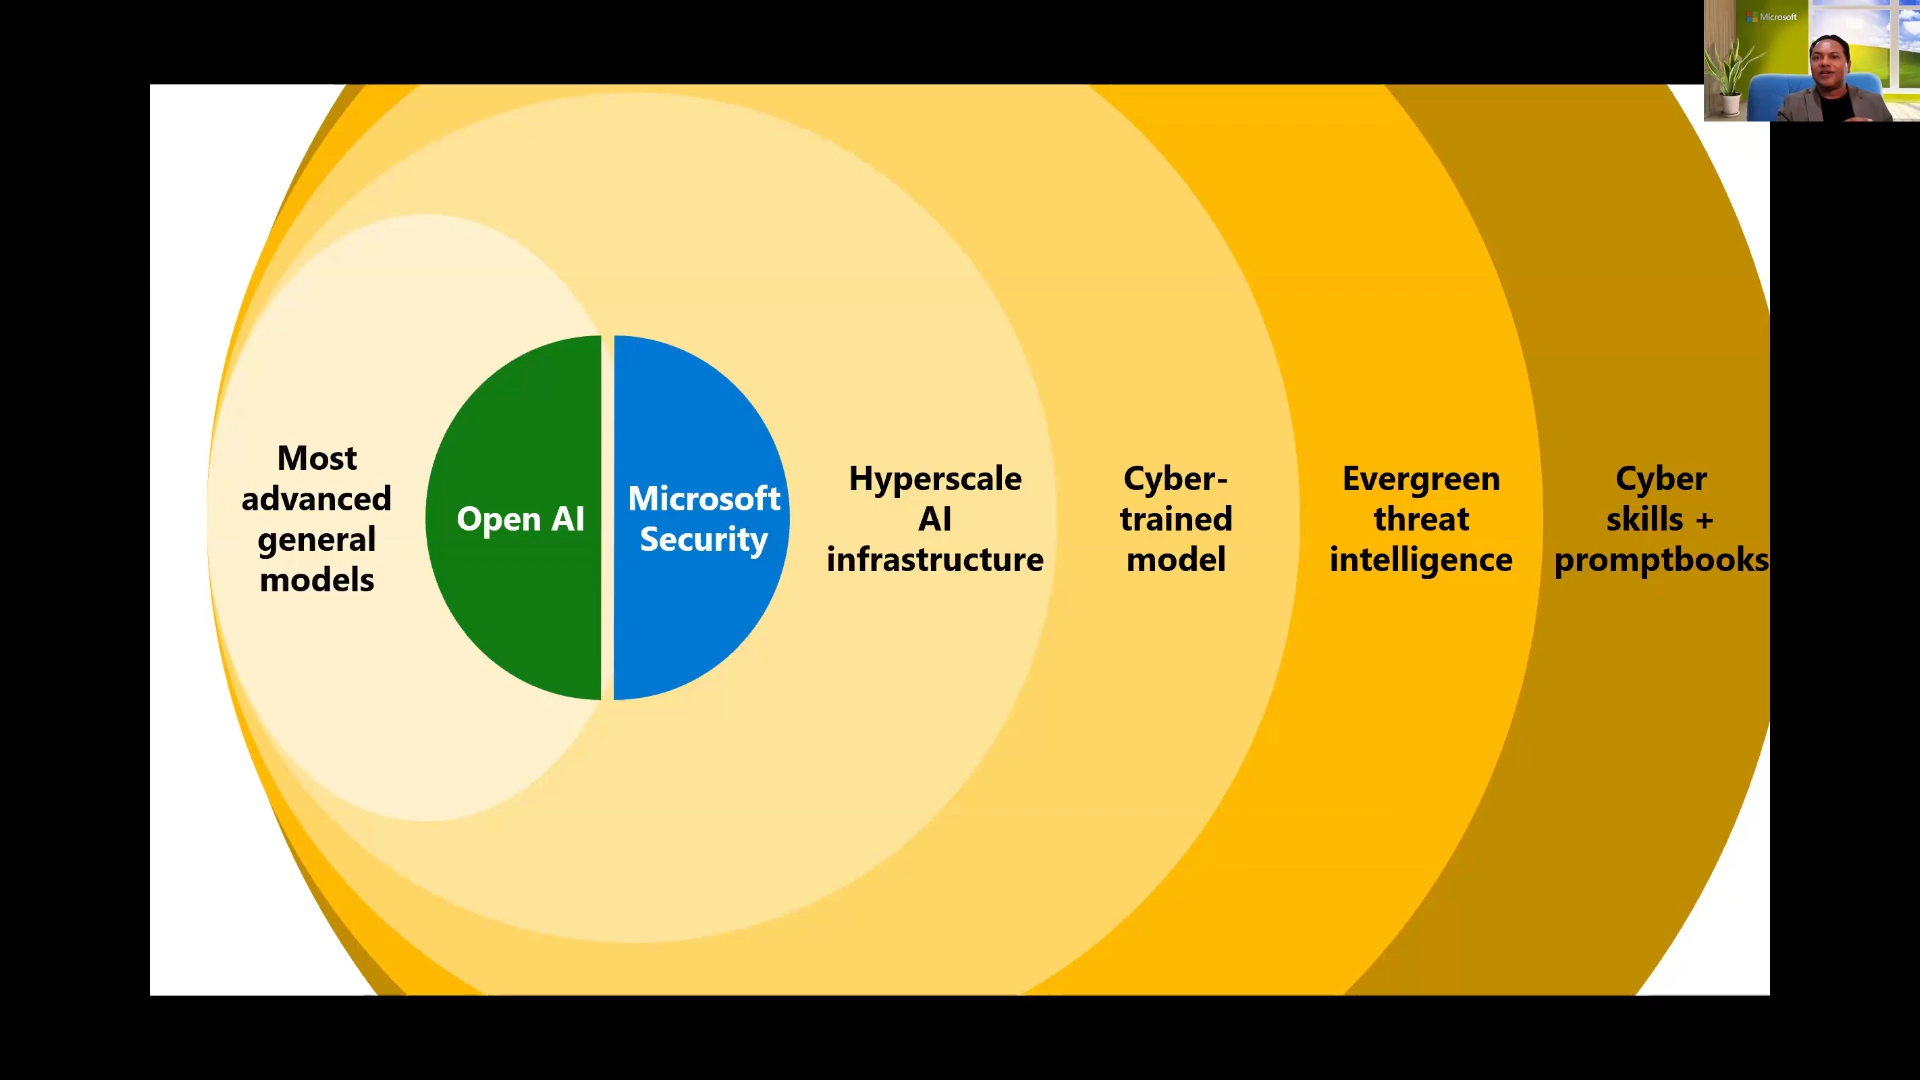 Microsoft
Most
advanced
general
models
Open AI
Microsoft
Security
Hyperscale
AI
infrastructure
Cyber-
trained
model
Evergreen
threat
intelligence
Cyber
skills +
promptbooks